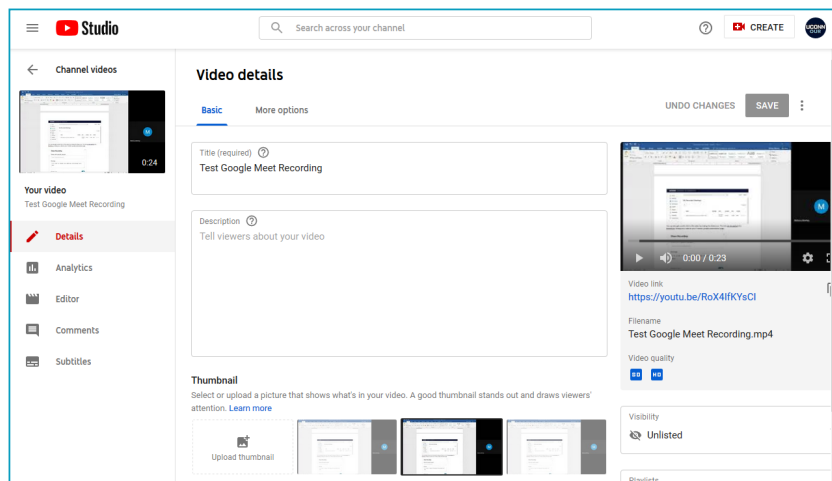 Studio
Search across your channel
CREATE
UCONN
OUR
Channel videos
0:24
Your video
Test Google Meet Recording
Details
Analytics
Editor
Comments
Subtitles
Video details
Basic
More options
UNDO CHANGES
SAVE
Title (required)
Test Google Meet Recording
Description
Tell viewers about your video
Thumbnail
Select or upload a picture that shows what's in your video. A good thumbnail stands out and draws viewers'
attention. Learn more
Upload thumbnail
M
0:00 / 0:23
Video link
https://youtu.be/RoX4IfKYsCI
Filename
Test Google Meet Recording.mp4
Video quality
SD HD
Visibility
Unlisted
Playlists